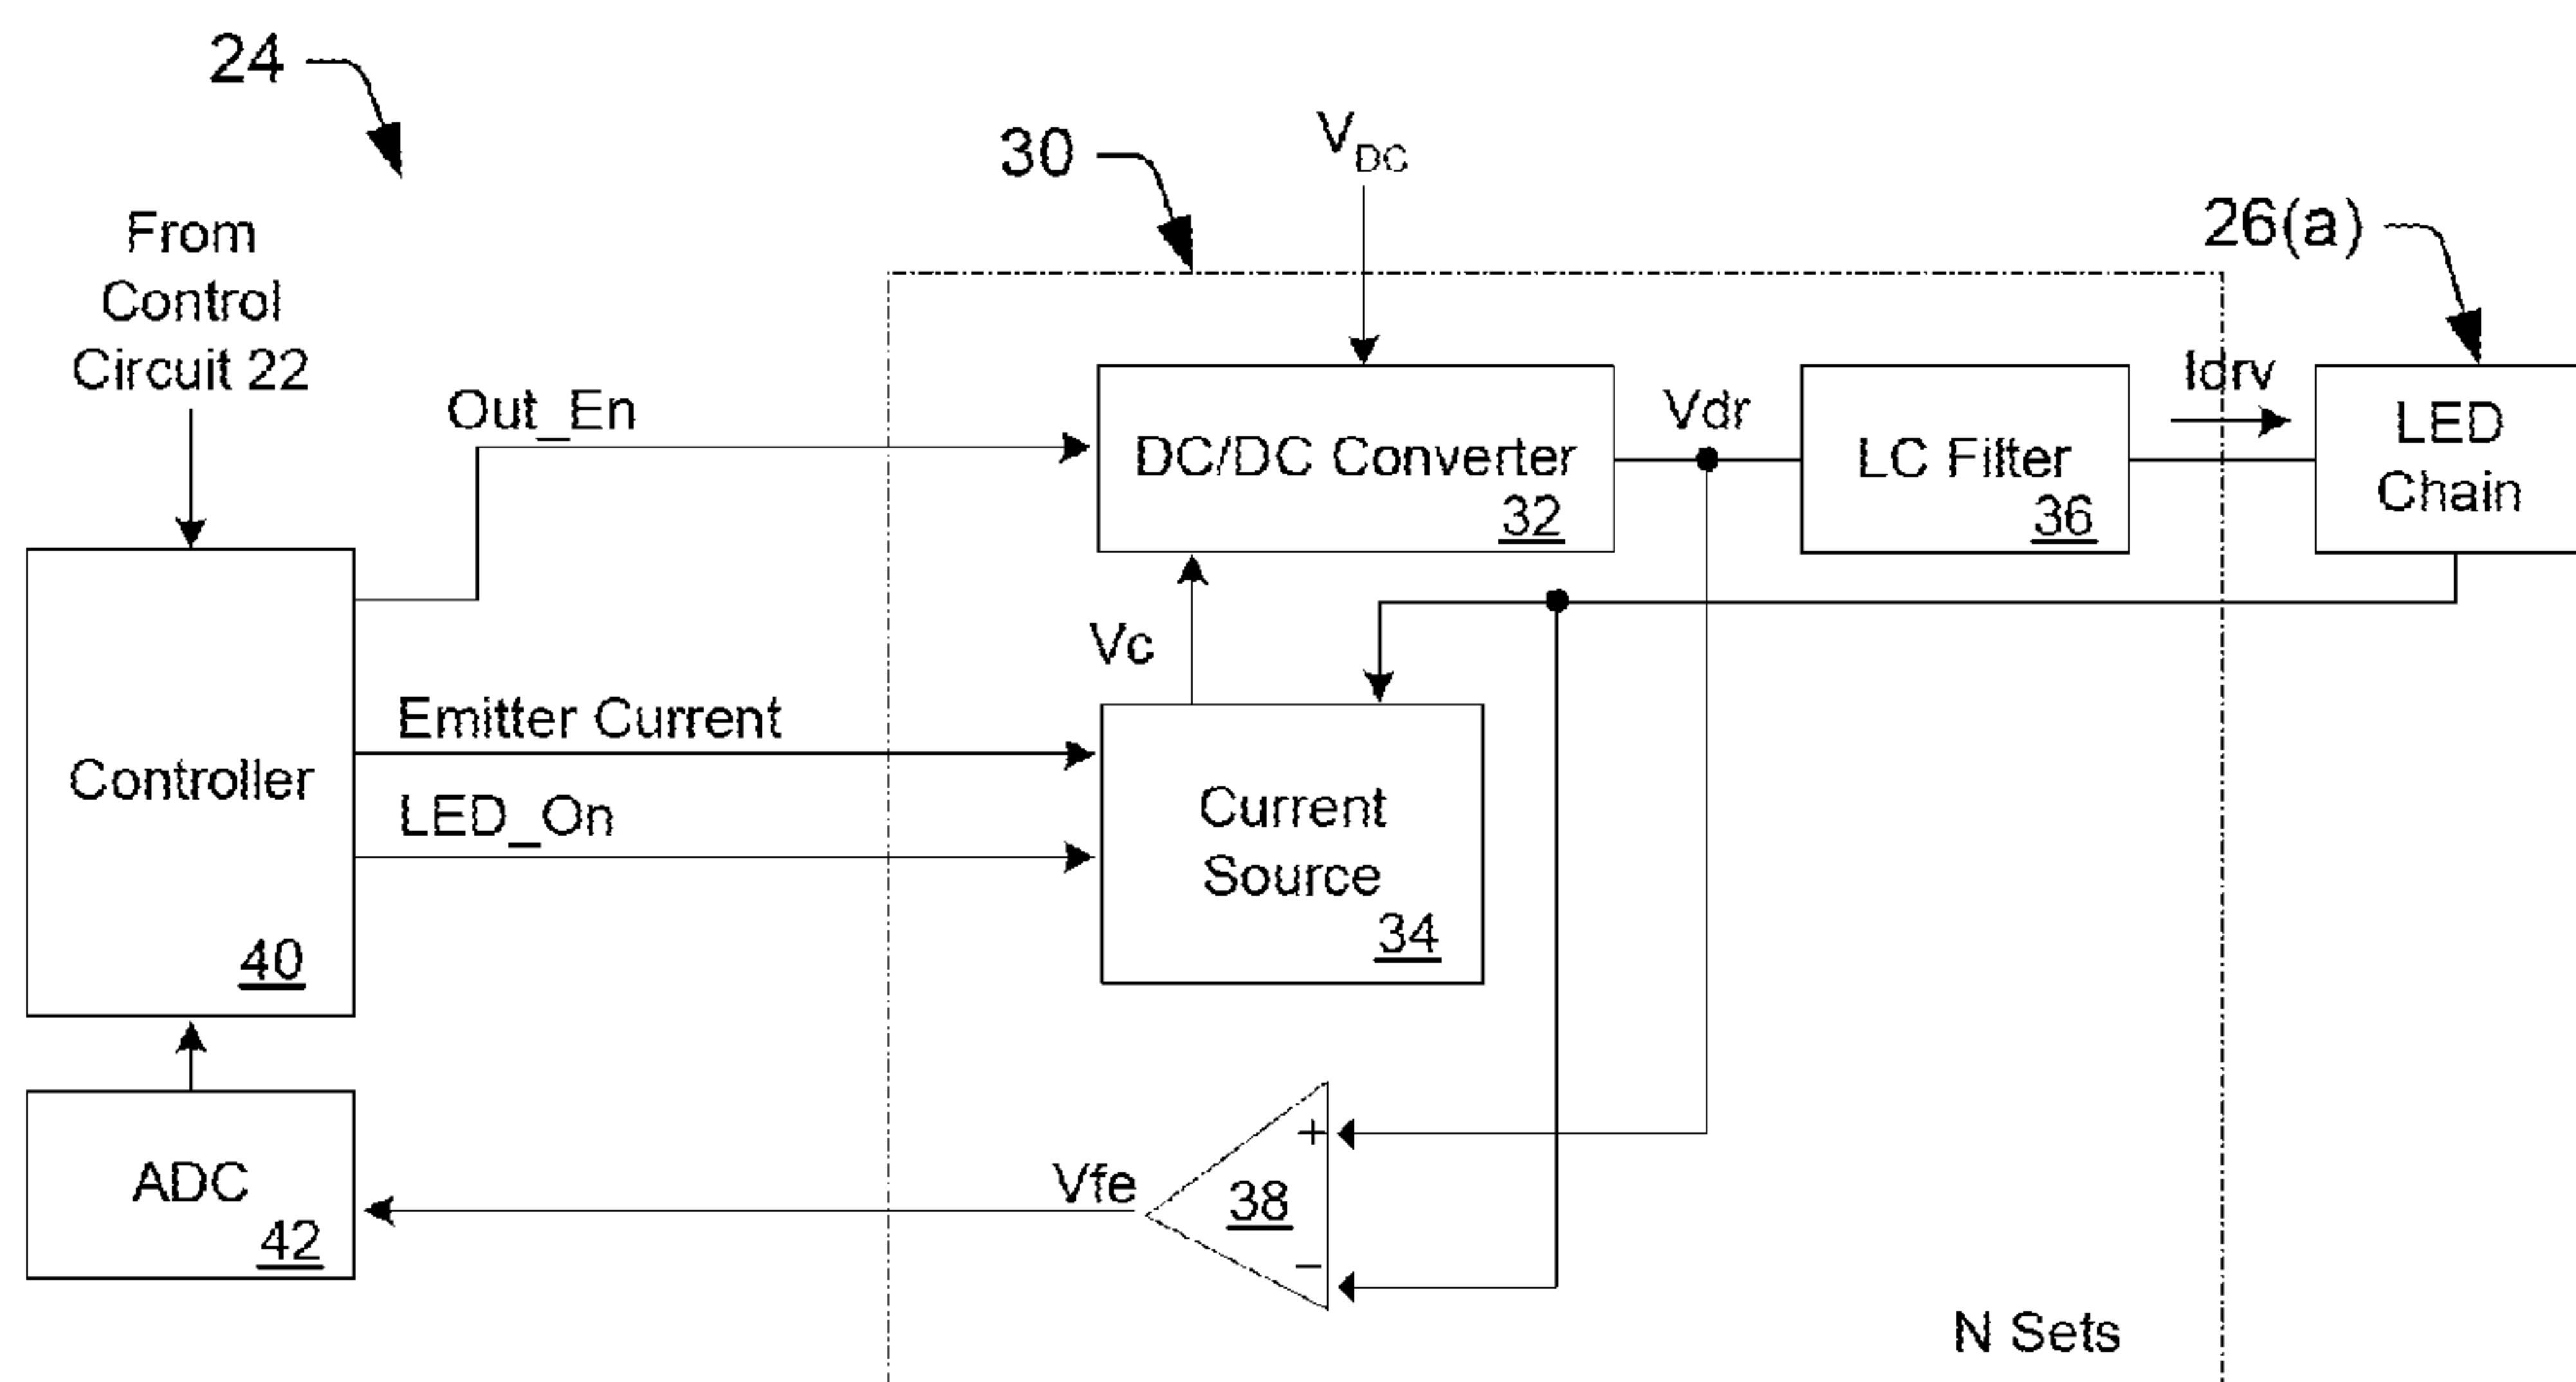 24
30
V_DC
26(a)
From
Control
Circuit 22
Out_En
DC/DC Converter
32
Vdr
LC Filter
36
Idrv
LED
Chain
Vc
Emitter Current
LED_On
Controller
40
Current
Source
34
ADC
42
Vfe
+
38
−
N Sets